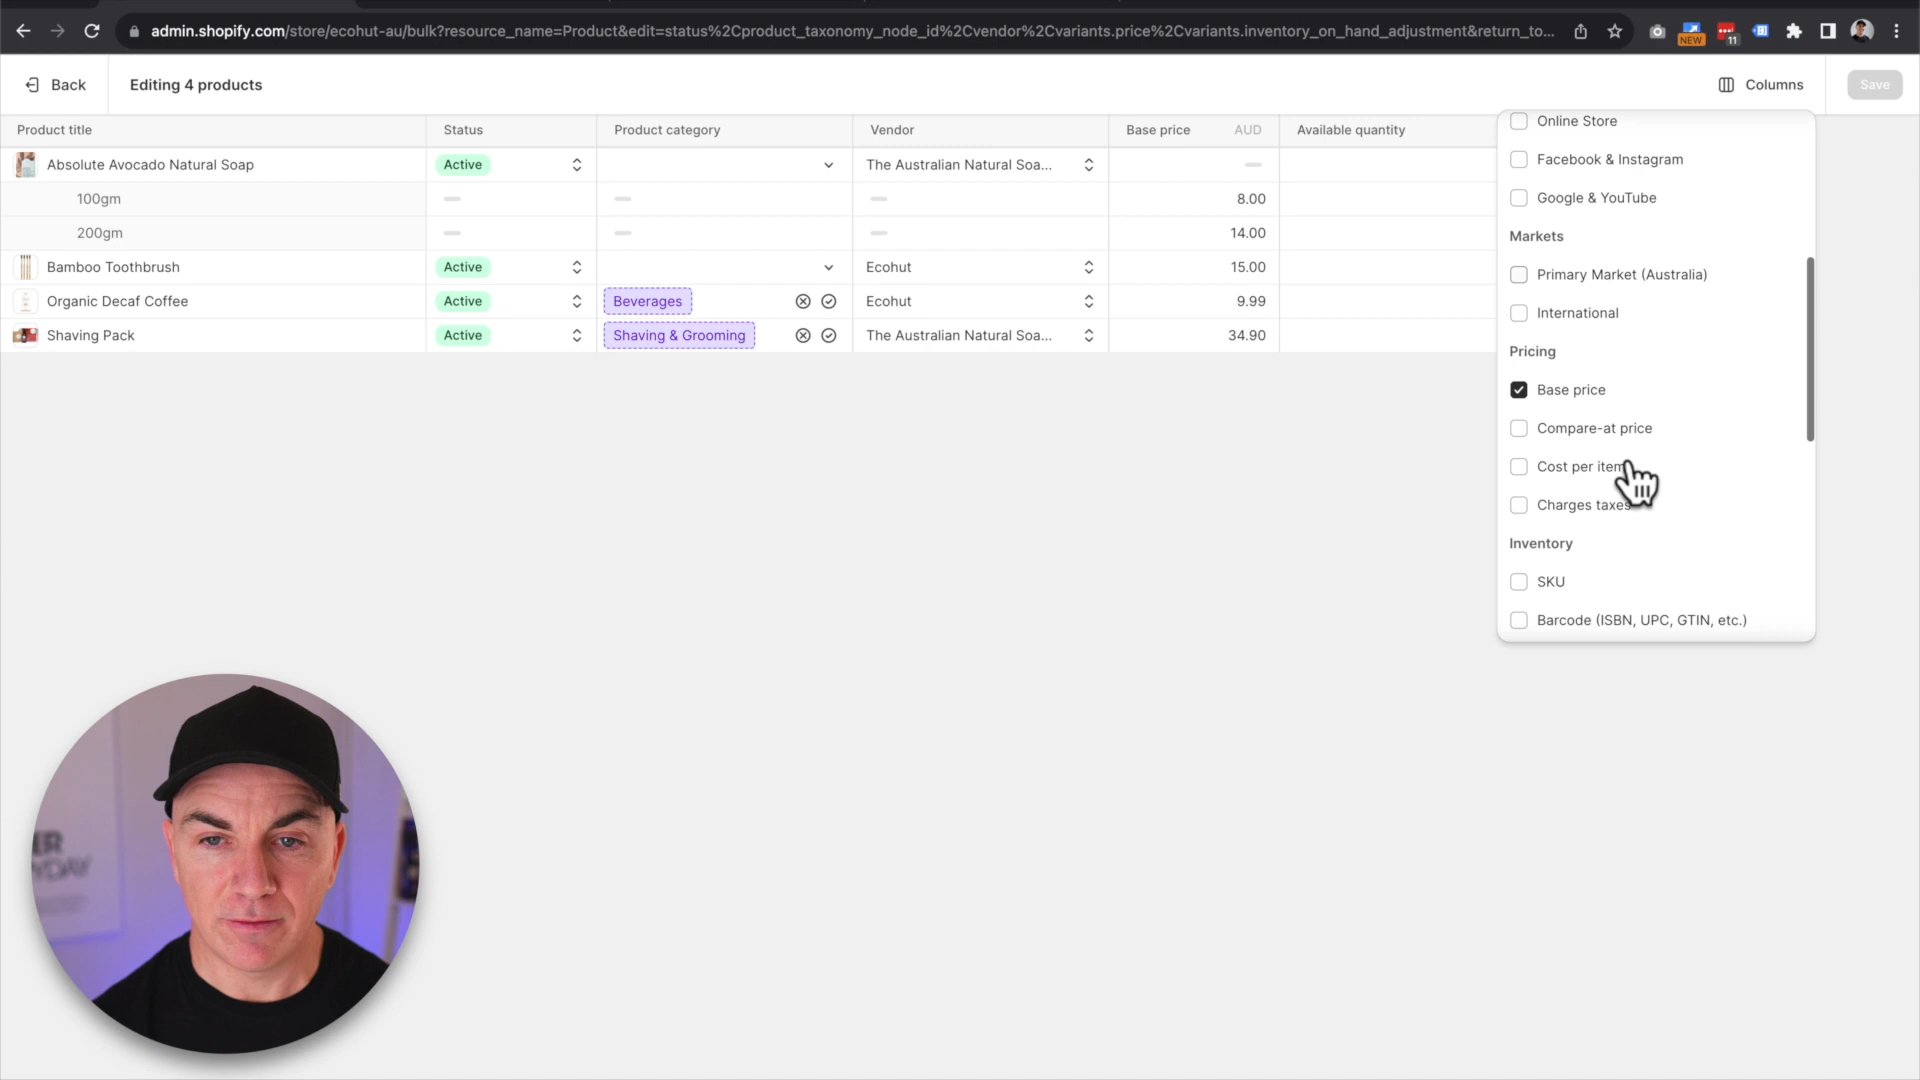 admin.shopify.com/store/ecohut-au/bulk?resource_name=Product&edit=status%2Cproduct_taxonomy_node_id%2Cvendor%2Cvariants.price%2Cvariants.inventory_on_hand_adjustment&return_to...
NEW
11
Back
Editing 4 products
Columns
Save
Product title
Status
Product category
Vendor
Base price
AUD
Available quantity
Absolute Avocado Natural Soap
Active
The Australian Natural Soa...
100gm
8.00
200gm
14.00
Bamboo Toothbrush
Active
Ecohut
15.00
Organic Decaf Coffee
Active
Beverages
Ecohut
9.99
Shaving Pack
Active
Shaving & Grooming
The Australian Natural Soa...
34.90
Online Store
Facebook & Instagram
Google & YouTube
Markets
Primary Market (Australia)
International
Pricing
Base price
Compare-at price
Cost per item
Charges taxes
Inventory
SKU
Barcode (ISBN, UPC, GTIN, etc.)